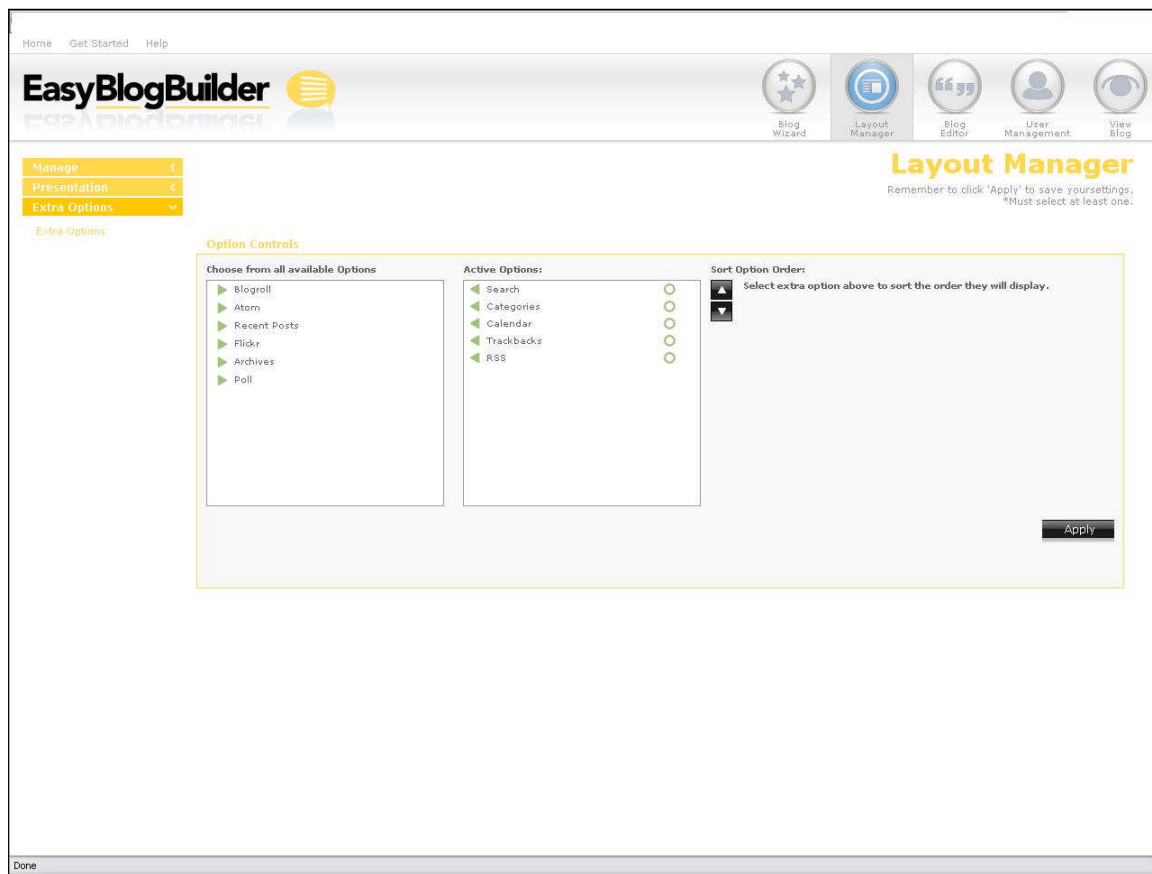 Home Get Started Help
EasyBlogBuilder
Blog Wizard
Layout Manager
Blog Editor
User Management
View Blog
Manage
Presentation
Extra Options
Extra Options
Layout Manager
Remember to click 'Apply' to save yoursettings.
*Must select at least one.
Option Controls
Choose from all available Options
Blogroll
Atom
Recent Posts
Flickr
Archives
Poll
Active Options:
Search
Categories
Calendar
Trackbacks
RSS
Sort Option Order:
Select extra option above to sort the order they will display.
Apply
Done